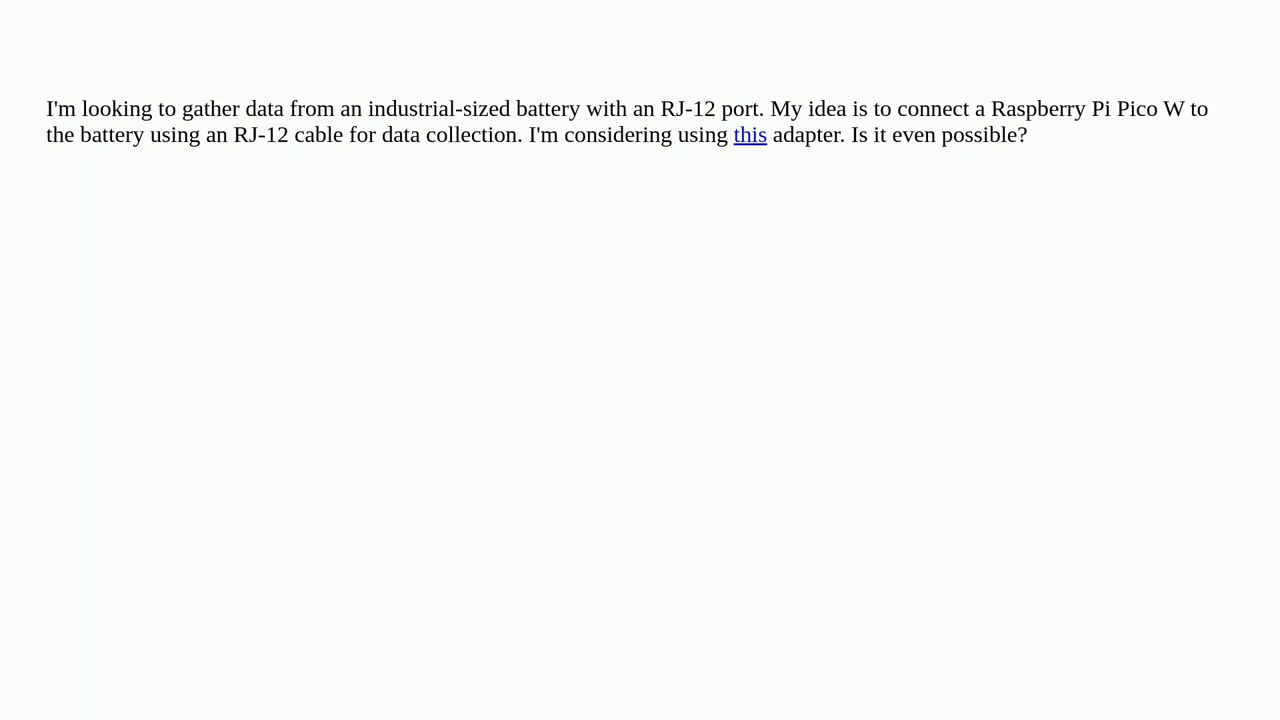 I'm looking to gather data from an industrial-sized battery with an RJ-12 port. My idea is to connect a Raspberry Pi Pico W to
the battery using an RJ-12 cable for data collection. I'm considering using this adapter. Is it even possible?